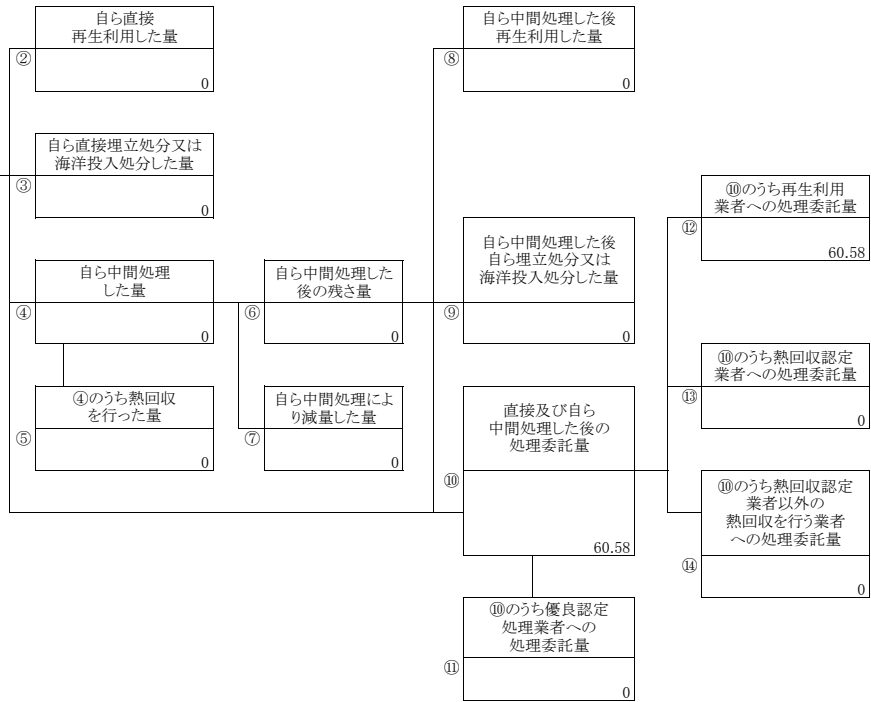 自ら直接
再生利用した量
②
0
自ら直接埋立処分又は
海洋投入処分した量
③
0
自ら中間処理
した量
④
0
④のうち熱回収
を行った量
⑤
0
自ら中間処理した
後の残さ量
⑥
0
自ら中間処理によ
り減量した量
⑦
0
自ら中間処理した後
再生利用した量
⑧
0
自ら中間処理した後
自ら埋立処分又は
海洋投入処分した量
⑨
0
直接及び自ら
中間処理した後の
処理委託量
⑩
60.58
⑩のうち優良認定
処理業者への
処理委託量
⑪
0
⑩のうち再生利用
業者への処理委託量
⑫
60.58
⑩のうち熱回収認定
業者への処理委託量
⑬
0
⑩のうち熱回収認定
業者以外の
熱回収を行う業者
への処理委託量
⑭
0